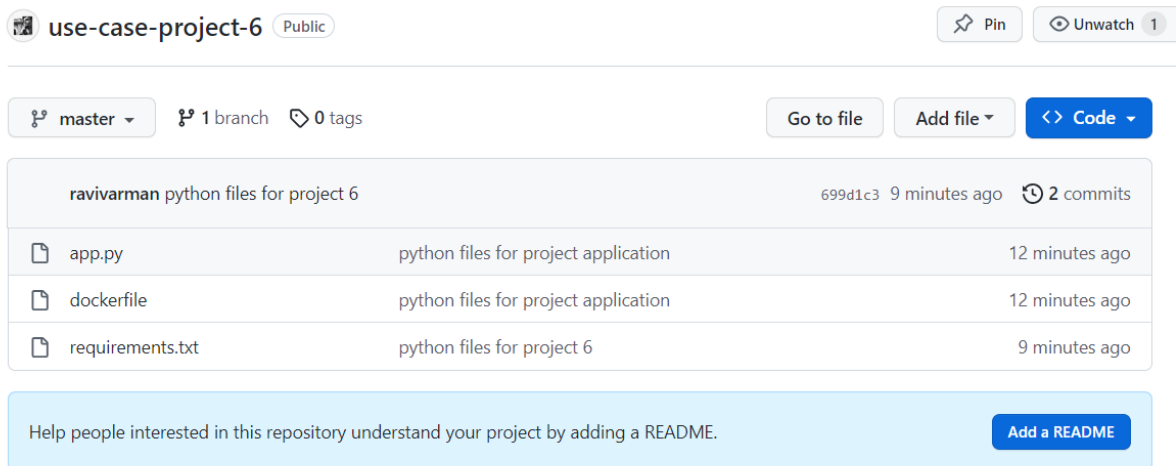 use-case-project-6 Public Pin Unwatch 1
master 1 branch 0 tags Go to file Add file Code
ravivarman python files for project 6 699d1c3 9 minutes ago 2 commits
app.py python files for project application 12 minutes ago
dockerfile python files for project application 12 minutes ago
requirements.txt python files for project 6 9 minutes ago
Help people interested in this repository understand your project by adding a README. Add a README